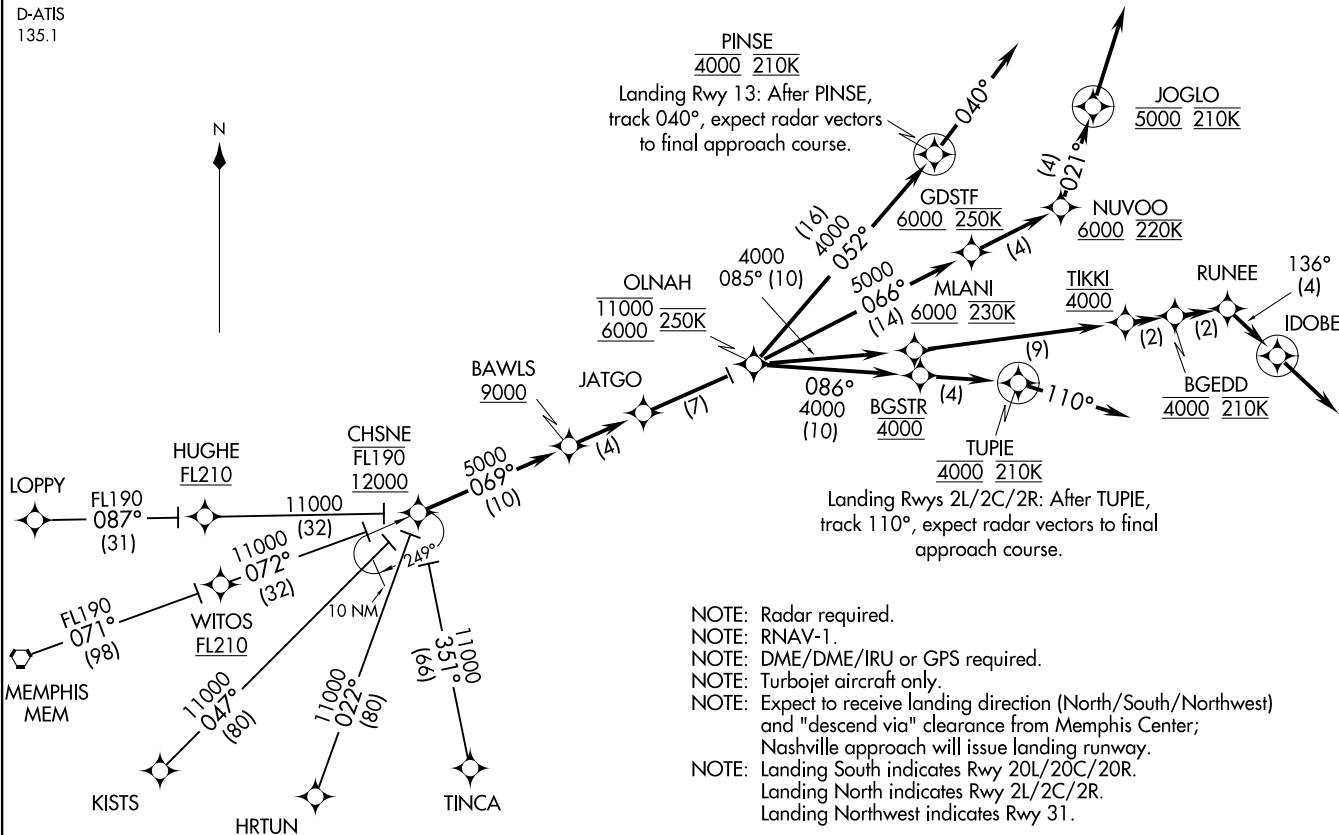 D-ATIS
135.1
N
PINSE
4000 210K
Landing Rwy 13: After PINSE,
track 040°, expect radar vectors
to final approach course.
040°
JOGLO
5000 210K
(4)
021°
(16)
4000
052°
GDSTF
6000 250K
NUVOO
6000 220K
(4)
4000
085° (10)
5000
066°
(14)
OLNAH
11000
6000
250K
MLANI
6000 230K
TIKKI
4000
RUNEE
136°
(4)
IDOBE
(9)
(2)
(2)
BGEDD
4000 210K
BAWLS
9000
JATGO
(7)
086°
4000
(10)
BGSTR
4000
(4)
110°
TUPIE
4000 210K
Landing Rwys 2L/2C/2R: After TUPIE,
track 110°, expect radar vectors to final
approach course.
(4)
CHSNE
FL190
12000
5000
069°
(10)
HUGHE
FL210
LOPPY
FL190
087°
(31)
11000
(32)
11000
072°
(32)
249°
10 NM
WITOS
FL210
FL190
071°
(98)
MEMPHIS
MEM
11000
047°
(80)
11000
022°
(80)
11000
351°
(66)
KISTS
HRTUN
TINCA
NOTE: Radar required.
NOTE: RNAV-1.
NOTE: DME/DME/IRU or GPS required.
NOTE: Turbojet aircraft only.
NOTE: Expect to receive landing direction (North/South/Northwest)
and "descend via" clearance from Memphis Center;
Nashville approach will issue landing runway.
NOTE: Landing South indicates Rwy 20L/20C/20R.
Landing North indicates Rwy 2L/2C/2R.
Landing Northwest indicates Rwy 31.